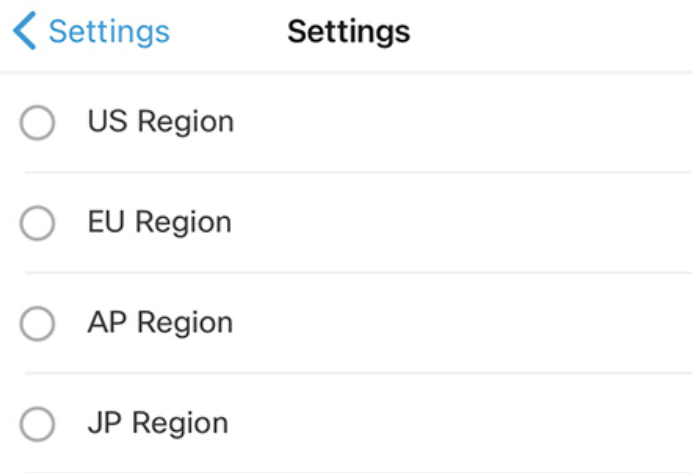 Settings Settings
US Region
EU Region
AP Region
JP Region